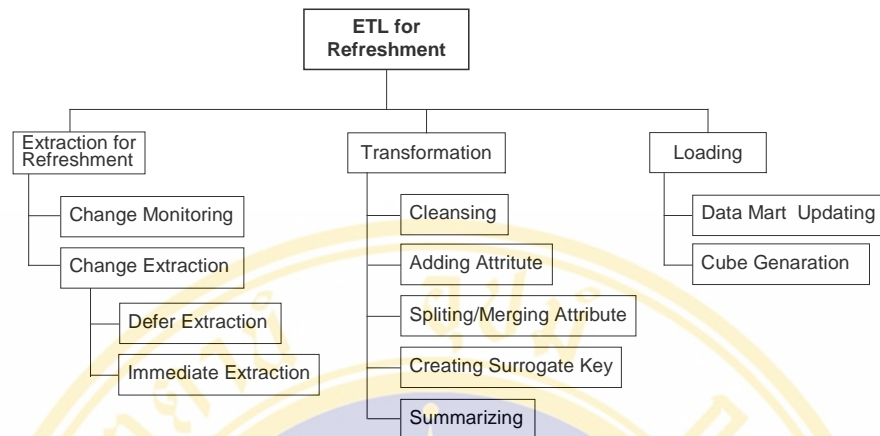 ETL for
Refreshment
Extraction for
Refreshment
Change Monitoring
Change Extraction
Defer Extraction
Immediate Extraction
Transformation
Cleansing
Adding Attritute
Spliting/Merging Attribute
Creating Surrogate Key
Summarizing
Loading
Data Mart Updating
Cube Genaration